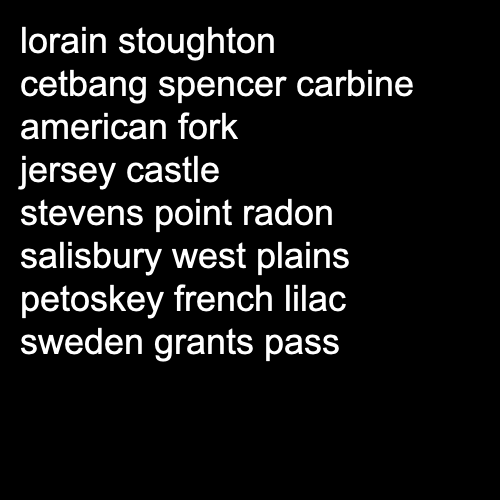 lorain stoughton
cetbang spencer carbine
american fork
jersey castle
stevens point radon
salisbury west plains
petoskey french lilac
sweden grants pass